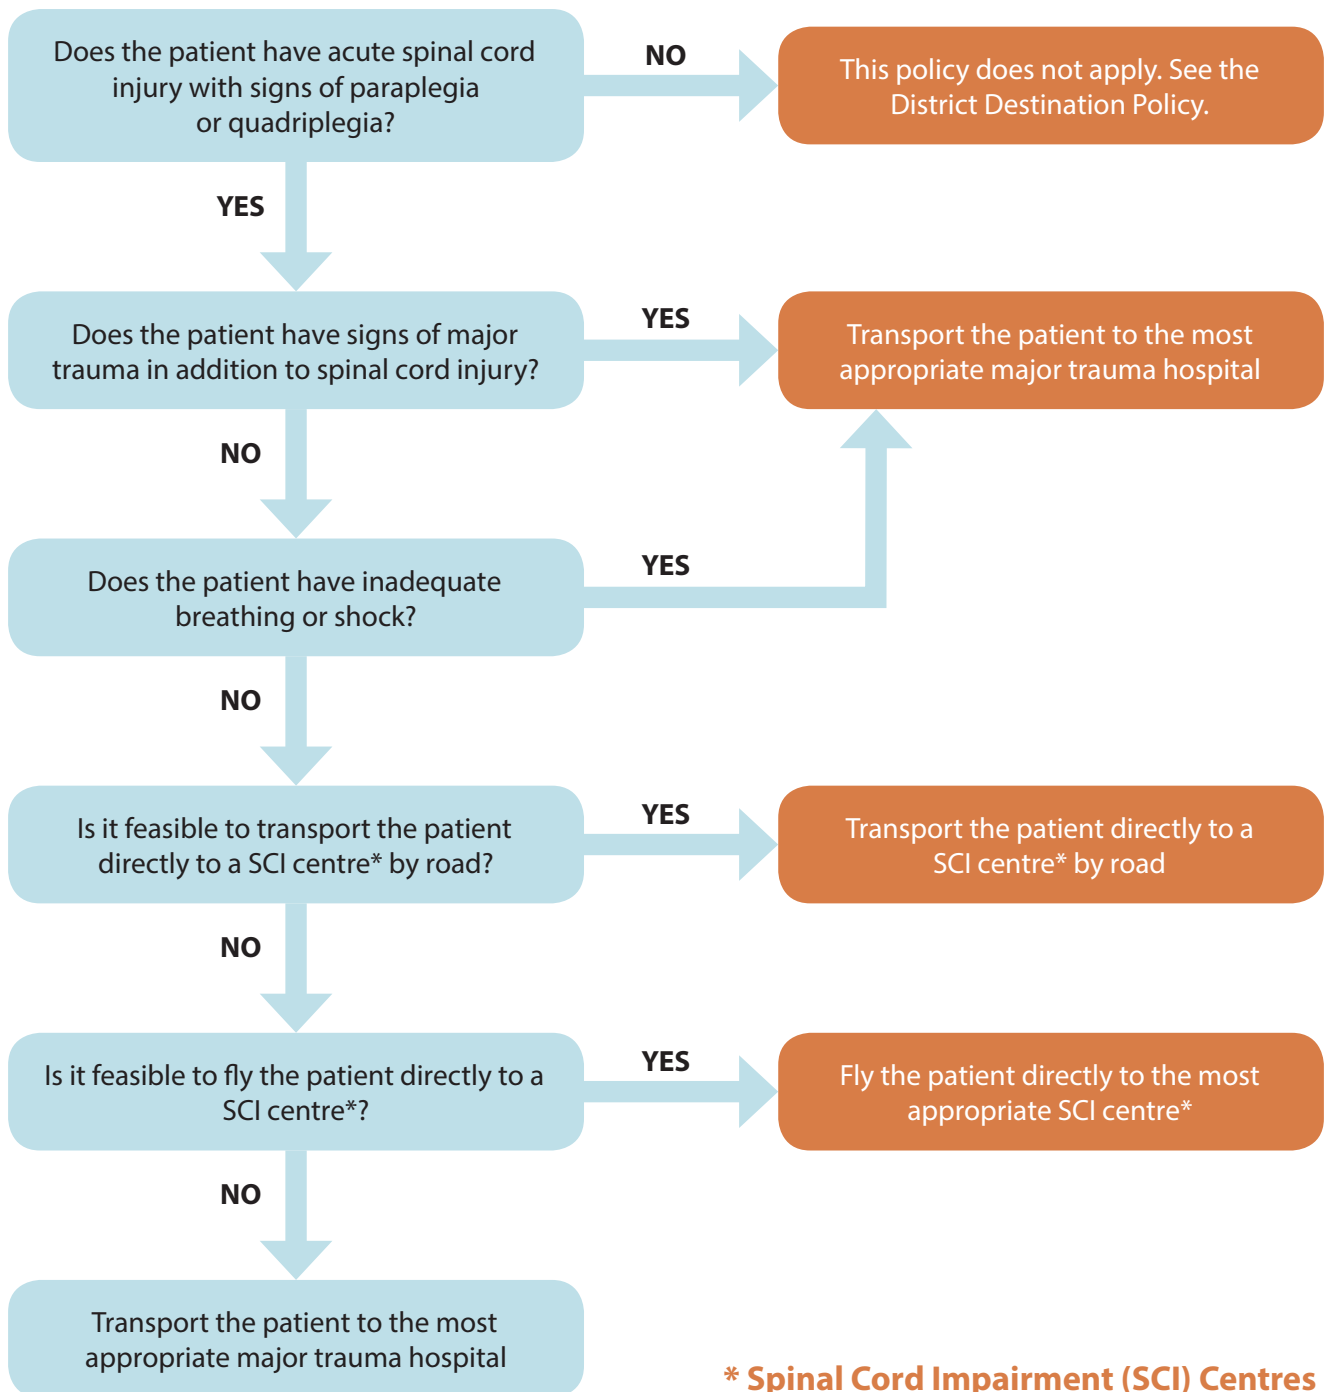 Does the patient have acute spinal cord
injury with signs of paraplegia
or quadriplegia?
NO
This policy does not apply. See the
District Destination Policy.
YES
Does the patient have signs of major
trauma in addition to spinal cord injury?
YES
Transport the patient to the most
appropriate major trauma hospital
NO
Does the patient have inadequate
breathing or shock?
YES
NO
Is it feasible to transport the patient
directly to a SCI centre* by road?
YES
Transport the patient directly to a
SCI centre* by road
NO
Is it feasible to fly the patient directly to a
SCI centre*?
YES
Fly the patient directly to the most
appropriate SCI centre*
NO
Transport the patient to the most
appropriate major trauma hospital
* Spinal Cord Impairment (SCI) Centres